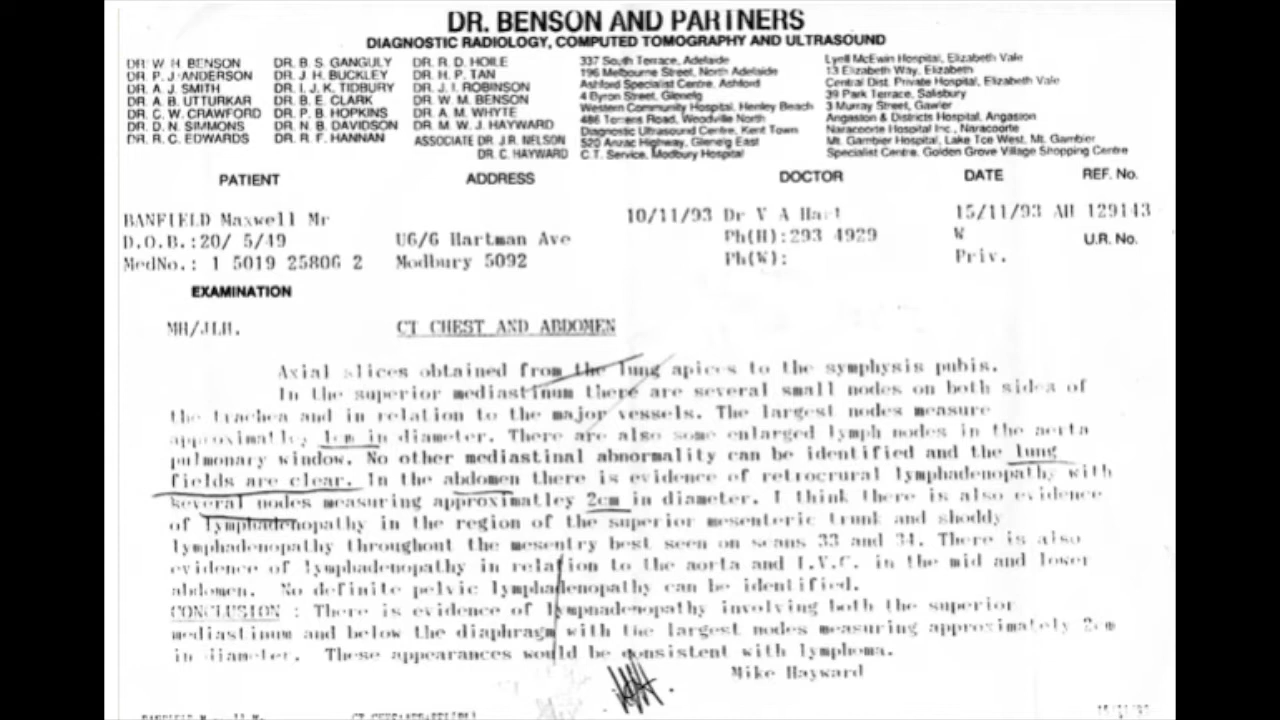 DR. BENSON AND PARTNERS
DIAGNOSTIC RADIOLOGY, COMPUTED TOMOGRAPHY AND ULTRASOUND
DR. W. H. BENSON DR. B. S. GANGULY DR. R. D. HOILE 337 South Terrace, Adelaide Lyell McEwin Hospital, Elizabeth Vale
DR. P. J. ANDERSON DR. J. H. BUCKLEY DR. H. P. TAN 196 Melbourne Street, North Adelaide 13 Elizabeth Way, Elizabeth
DR. A. J. SMITH DR. I. J. K. TIDBURY DR. J. I. ROBINSON Ashford Specialist Centre, Ashford Central Dist. Private Hospital, Elizabeth Vale
DR. A. B. UTTURKAR DR. B. E. CLARK DR. W. M. BENSON 4 Byron Street, Glenelg 39 Park Terrace, Salisbury
DR. C. W. CRAWFORD DR. P. B. HOPKINS DR. A. M. WHYTE Western Community Hospital, Henley Beach 3 Murray Street, Gawler
DR. D. N. SIMMONS DR. N. B. DAVIDSON DR. M. W. J. HAYWARD 486 Torrens Road, Woodville North Angaston & Districts Hospital, Angaston
DR. R. C. EDWARDS DR. R. F. HANNAN ASSOCIATE DR. J.R. NELSON Diagnostic Ultrasound Centre, Kent Town Naracoorte Hospital Inc., Naracoorte
520 Anzac Highway, Glenelg East Mt. Gambier Hospital, Lake Tce West, Mt. Gambier
DR. C. HAYWARD C.T. Service, Modbury Hospital Specialist Centre, Golden Grove Village Shopping Centre
PATIENT ADDRESS DOCTOR DATE REF. No.
BANFIELD Maxwell Mr 10/11/93 Dr V A Hart 15/11/93 AH 129143
D.O.B.:20/ 5/49 U6/6 Hartman Ave Ph(H):293 4929 W U.R. No.
MedNo.: 1 5019 25806 2 Modbury 5092 Ph(W): Priv.
EXAMINATION
MH/JLH. CT CHEST AND ABDOMEN
Axial slices obtained from the lung apices to the symphysis pubis.
In the superior mediastinum there are several small nodes on both sides of
the trachea and in relation to the major vessels. The largest nodes measure
approximatley 1cm in diameter. There are also some enlarged lymph nodes in the aorta
pulmonary window. No other mediastinal abnormality can be identified and the lung
fields are clear. In the abdomen there is evidence of retrocrural lymphadenopathy with
several nodes measuring approximatley 2cm in diameter. I think there is also evidence
of lymphadenopathy in the region of the superior mesenteric trunk and shoddy
lymphadenopathy throughout the mesentry best seen on scans 33 and 34. There is also
evidence of lymphadenopathy in relation to the aorta and I.V.C. in the mid and lower
abdomen. No definite pelvic lymphadenopathy can be identified.
CONCLUSION : There is evidence of lympnadenopathy involving both the superior
mediastinum and below the diaphragm with the largest nodes measuring approximately 2cm
in diameter. These appearances would be consistent with lymphoma.
Mike Hayward